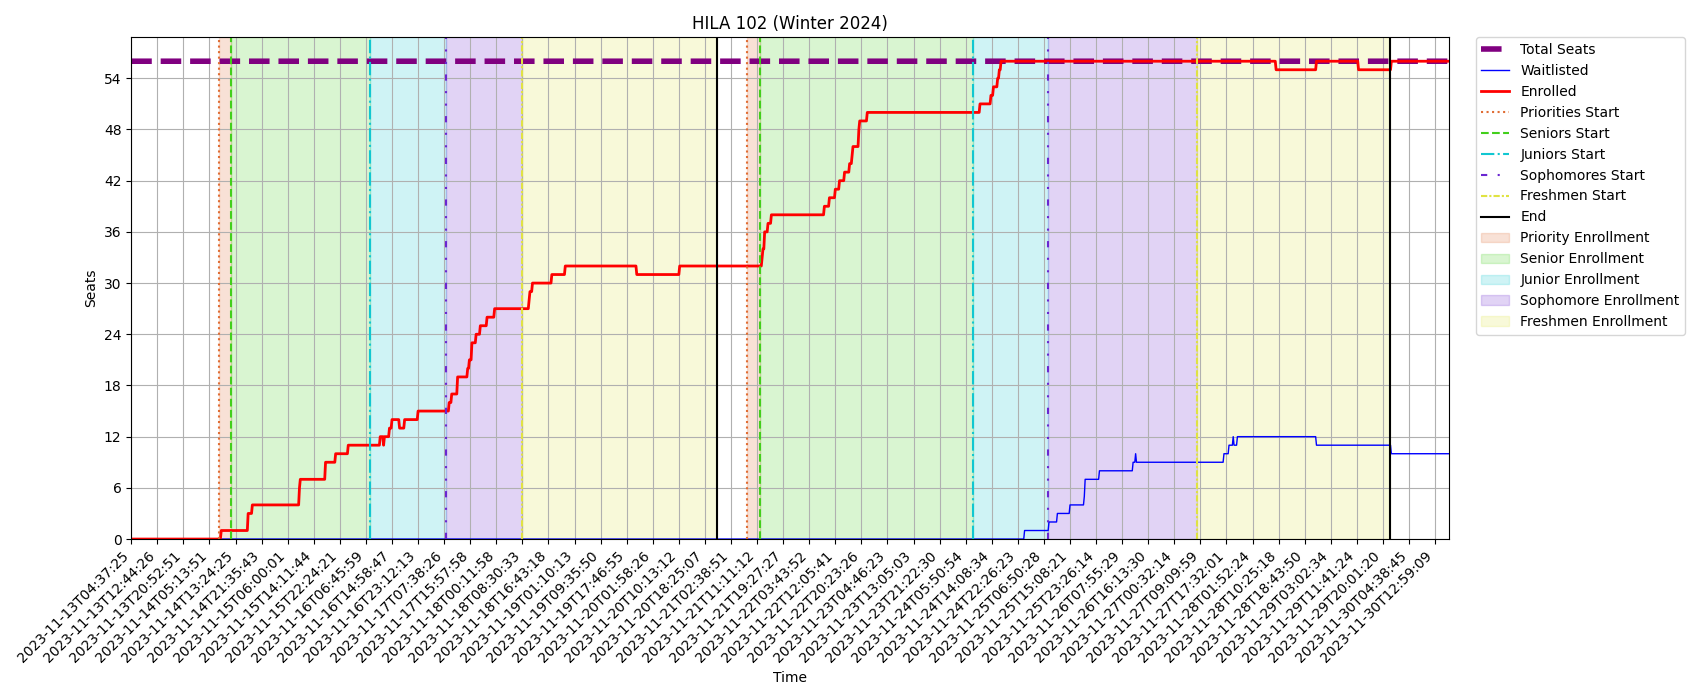 HILA 102 (Winter 2024)
Total Seats
Waitlisted
Enrolled
Priorities Start
Seniors Start
Juniors Start
Sophomores Start
Freshmen Start
End
Priority Enrollment
Senior Enrollment
Junior Enrollment
Sophomore Enrollment
Freshmen Enrollment
Seats
54
48
42
36
30
24
18
12
6
0
2023-11-13T04:37:25
2023-11-13T12:44:26
2023-11-13T20:52:51
2023-11-14T05:13:51
2023-11-14T13:24:25
2023-11-14T21:35:43
2023-11-15T06:00:01
2023-11-15T14:11:44
2023-11-15T22:24:21
2023-11-16T06:45:59
2023-11-16T14:58:47
2023-11-16T23:12:13
2023-11-17T07:38:26
2023-11-17T15:57:58
2023-11-18T00:11:58
2023-11-18T08:30:33
2023-11-18T16:43:18
2023-11-19T01:10:13
2023-11-19T09:35:50
2023-11-19T17:46:55
2023-11-20T01:58:26
2023-11-20T10:13:12
2023-11-20T18:25:07
2023-11-21T02:38:51
2023-11-21T11:11:12
2023-11-21T19:27:27
2023-11-22T03:43:52
2023-11-22T12:05:41
2023-11-22T20:23:26
2023-11-23T04:46:23
2023-11-23T13:05:03
2023-11-23T21:22:30
2023-11-24T05:50:54
2023-11-24T14:08:34
2023-11-24T22:26:23
2023-11-25T06:50:28
2023-11-25T15:08:21
2023-11-25T23:26:14
2023-11-26T07:55:29
2023-11-26T16:13:30
2023-11-27T00:32:14
2023-11-27T09:09:59
2023-11-27T17:32:01
2023-11-28T01:52:24
2023-11-28T10:25:18
2023-11-28T18:43:50
2023-11-29T03:02:34
2023-11-29T11:41:24
2023-11-29T20:01:20
2023-11-30T04:38:45
2023-11-30T12:59:09
Time